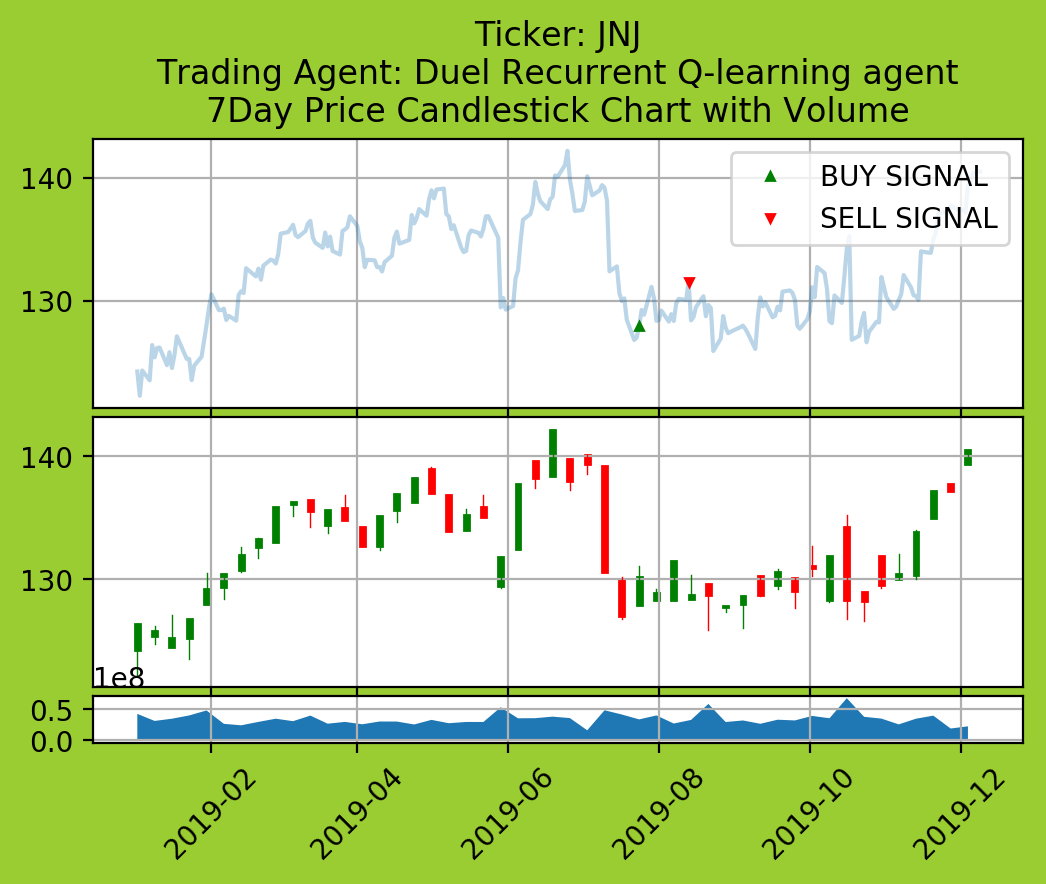 Ticker: JNJ
Trading Agent: Duel Recurrent Q-learning agent
7Day Price Candlestick Chart with Volume
140
130
BUY SIGNAL
SELL SIGNAL
140
130
1e8
0.5
0.0
2019-02
2019-04
2019-06
2019-08
2019-10
2019-12